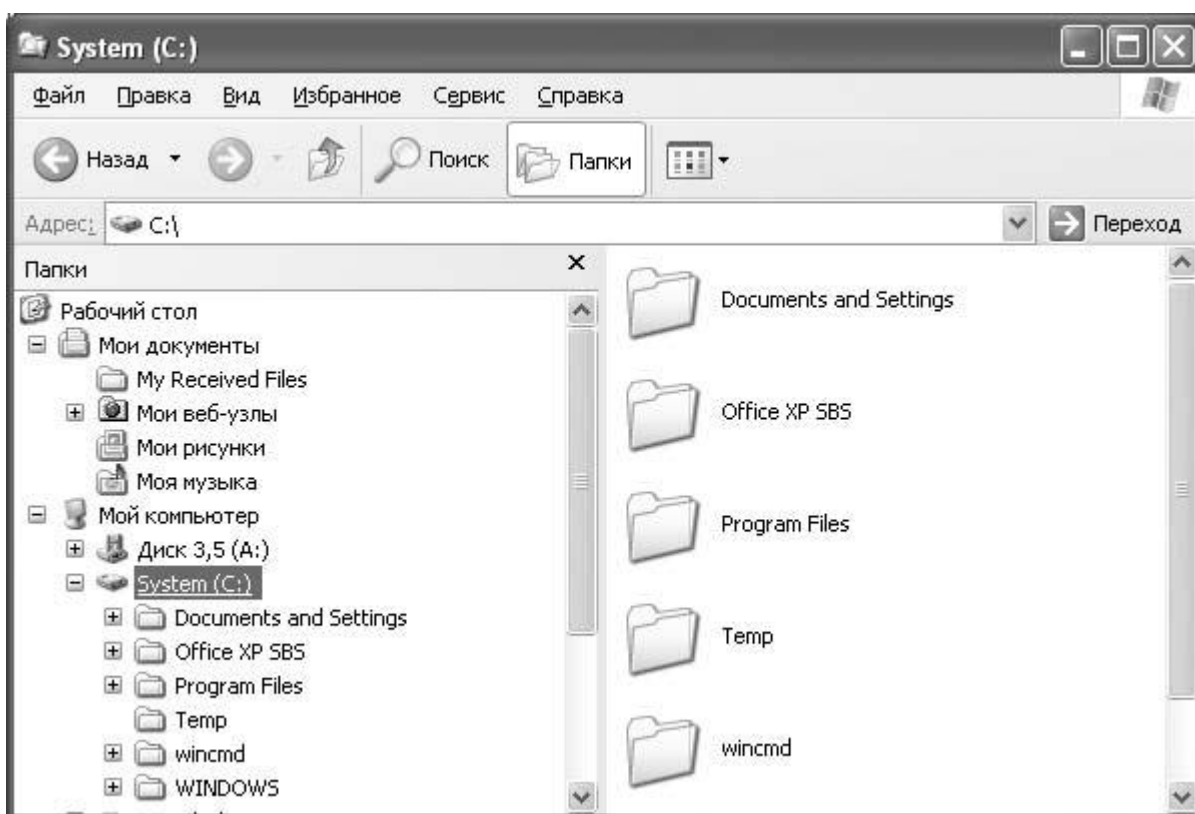 System (C:)
Файл Правка Вид Избранное Сервис Справка
Назад Поиск Папки
Адрес: C:\ Переход
Папки
Рабочий стол
Мои документы
My Received Files
Мои веб-узлы
Мои рисунки
Моя музыка
Мой компьютер
Диск 3,5 (A:)
System (C:)
Documents and Settings
Office XP SBS
Program Files
Temp
wincmd
WINDOWS
Documents and Settings
Office XP SBS
Program Files
Temp
wincmd